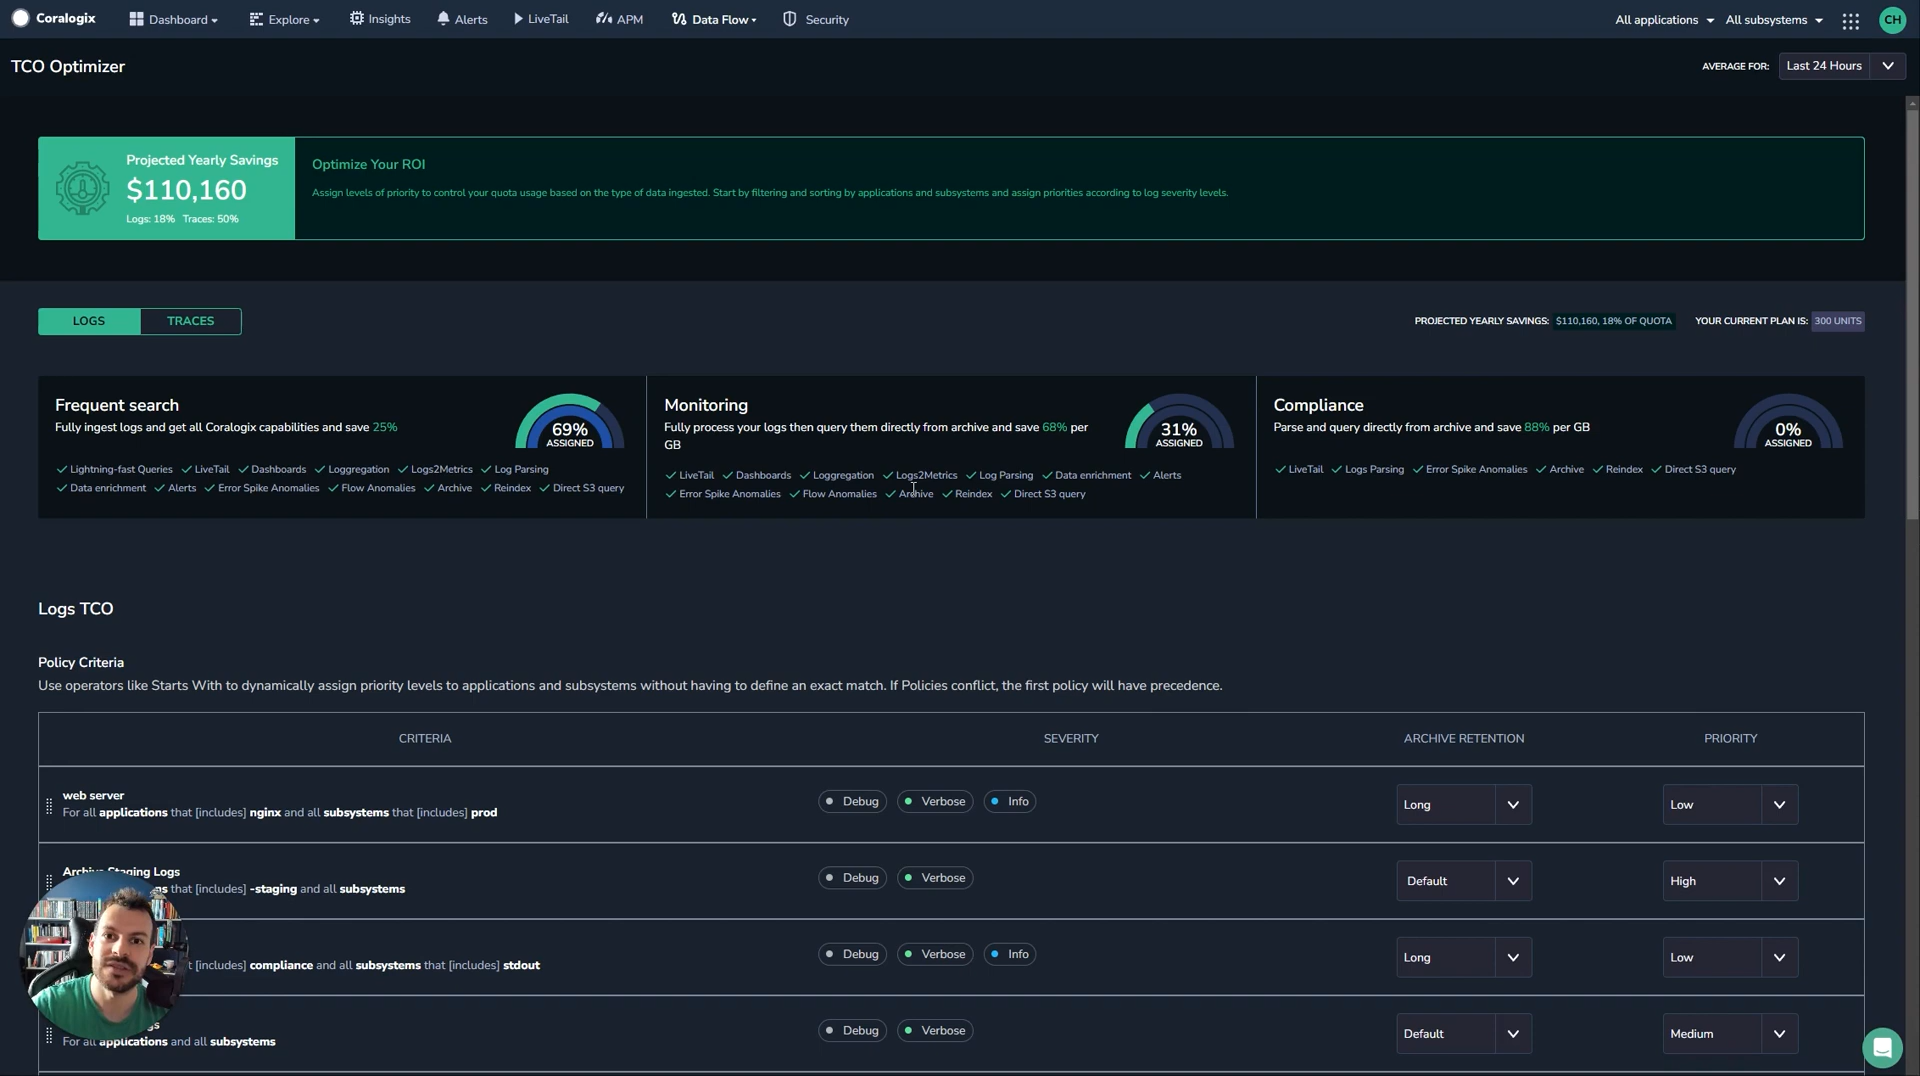 Coralogix
Dashboard
Explore
Insights
Alerts
LiveTail
APM
Data Flow
Security
All applications
All subsystems
CH
TCO Optimizer
AVERAGE FOR:
Last 24 Hours
Projected Yearly Savings
$110,160
Logs: 18% Traces: 50%
Optimize Your ROI
Assign levels of priority to control your quota usage based on the type of data ingested. Start by filtering and sorting by applications and subsystems and assign priorities according to log severity levels.
LOGS
TRACES
PROJECTED YEARLY SAVINGS: $110,160, 18% OF QUOTA
YOUR CURRENT PLAN IS: 300 UNITS
Frequent search
Fully ingest logs and get all Coralogix capabilities and save 25%
69%
ASSIGNED
Lightning-fast Queries LiveTail Dashboards Loggregation Logs2Metrics Log Parsing
Data enrichment Alerts Error Spike Anomalies Flow Anomalies Archive Reindex Direct S3 query
Monitoring
Fully process your logs then query them directly from archive and save 68% per
GB
31%
ASSIGNED
LiveTail Dashboards Loggregation Logs2Metrics Log Parsing Data enrichment Alerts
Error Spike Anomalies Flow Anomalies Archive Reindex Direct S3 query
Compliance
Parse and query directly from archive and save 88% per GB
0%
ASSIGNED
LiveTail Logs Parsing Error Spike Anomalies Archive Reindex Direct S3 query
Logs TCO
Policy Criteria
Use operators like Starts With to dynamically assign priority levels to applications and subsystems without having to define an exact match. If Policies conflict, the first policy will have precedence.
CRITERIA
SEVERITY
ARCHIVE RETENTION
PRIORITY
web server
For all applications that [includes] nginx and all subsystems that [includes] prod
Debug
Verbose
Info
Long
Low
Archive Staging Logs
that [includes] -staging and all subsystems
Debug
Verbose
Default
High
[includes] compliance and all subsystems that [includes] stdout
Debug
Verbose
Info
Long
Low
For all applications and all subsystems
Debug
Verbose
Default
Medium